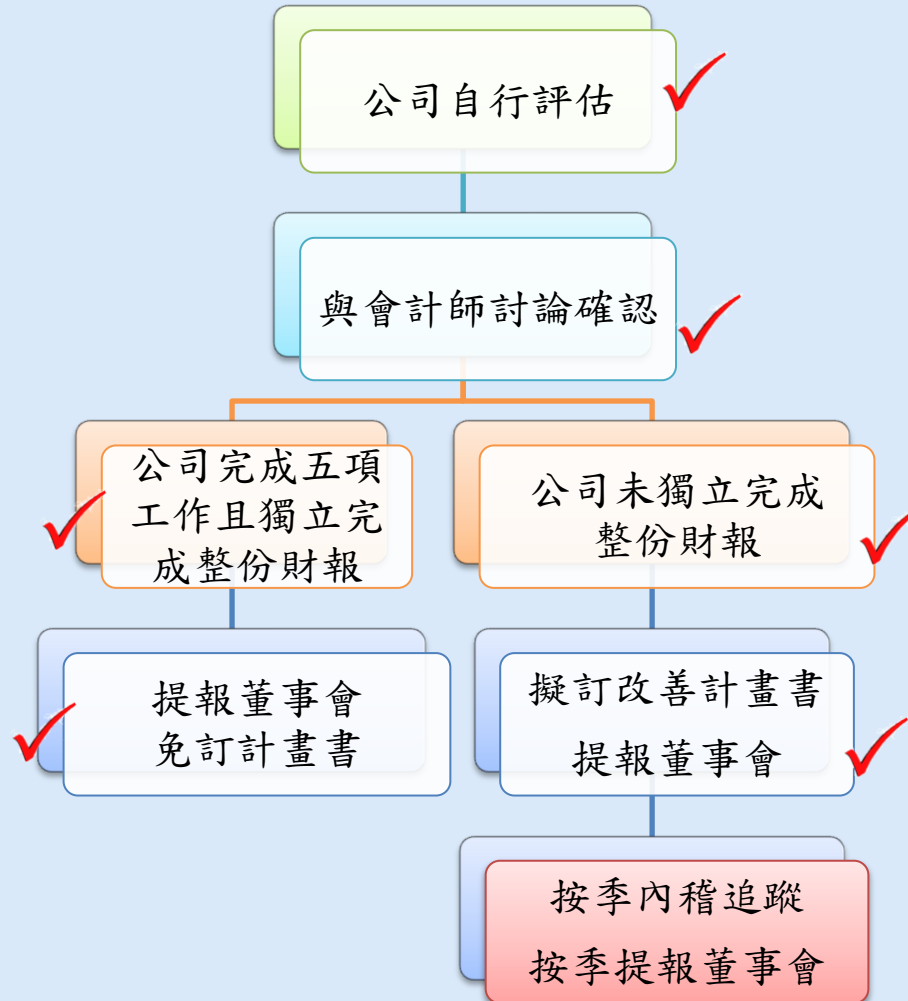 公司自行評估
與會計師討論確認
公司完成五項
工作且獨立完
成整份財報
公司未獨立完成
整份財報
提報董事會
免訂計畫書
擬訂改善計畫書
提報董事會
按季內稽追蹤
按季提報董事會